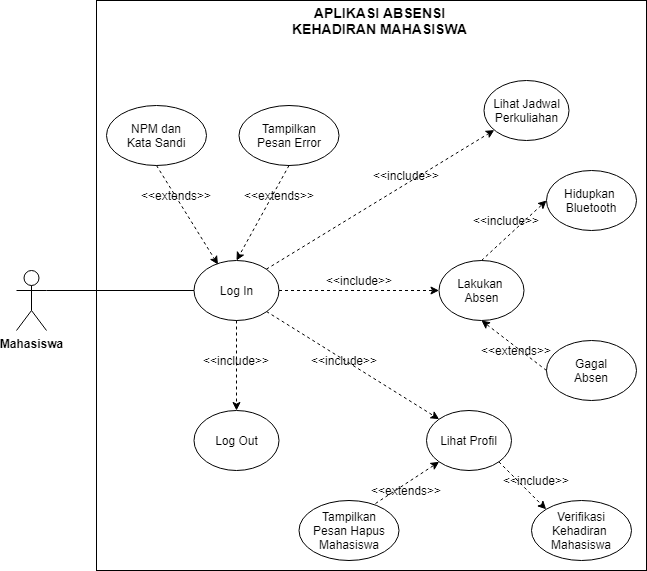 APLIKASI ABSENSI
KEHADIRAN MAHASISWA
Lihat Jadwal
Perkuliahan
NPM dan
Kata Sandi
Tampilkan
Pesan Error
<<include>>
<<extends>>
<<extends>>
Hidupkan
Bluetooth
<<include>>
Log In
<<include>>
Lakukan
Absen
Mahasiswa
<<include>>
<<include>>
<<extends>>
Gagal
Absen
Log Out
Lihat Profil
<<extends>>
<<include>>
Tampilkan
Pesan Hapus
Mahasiswa
Verifikasi
Kehadiran
Mahasiswa